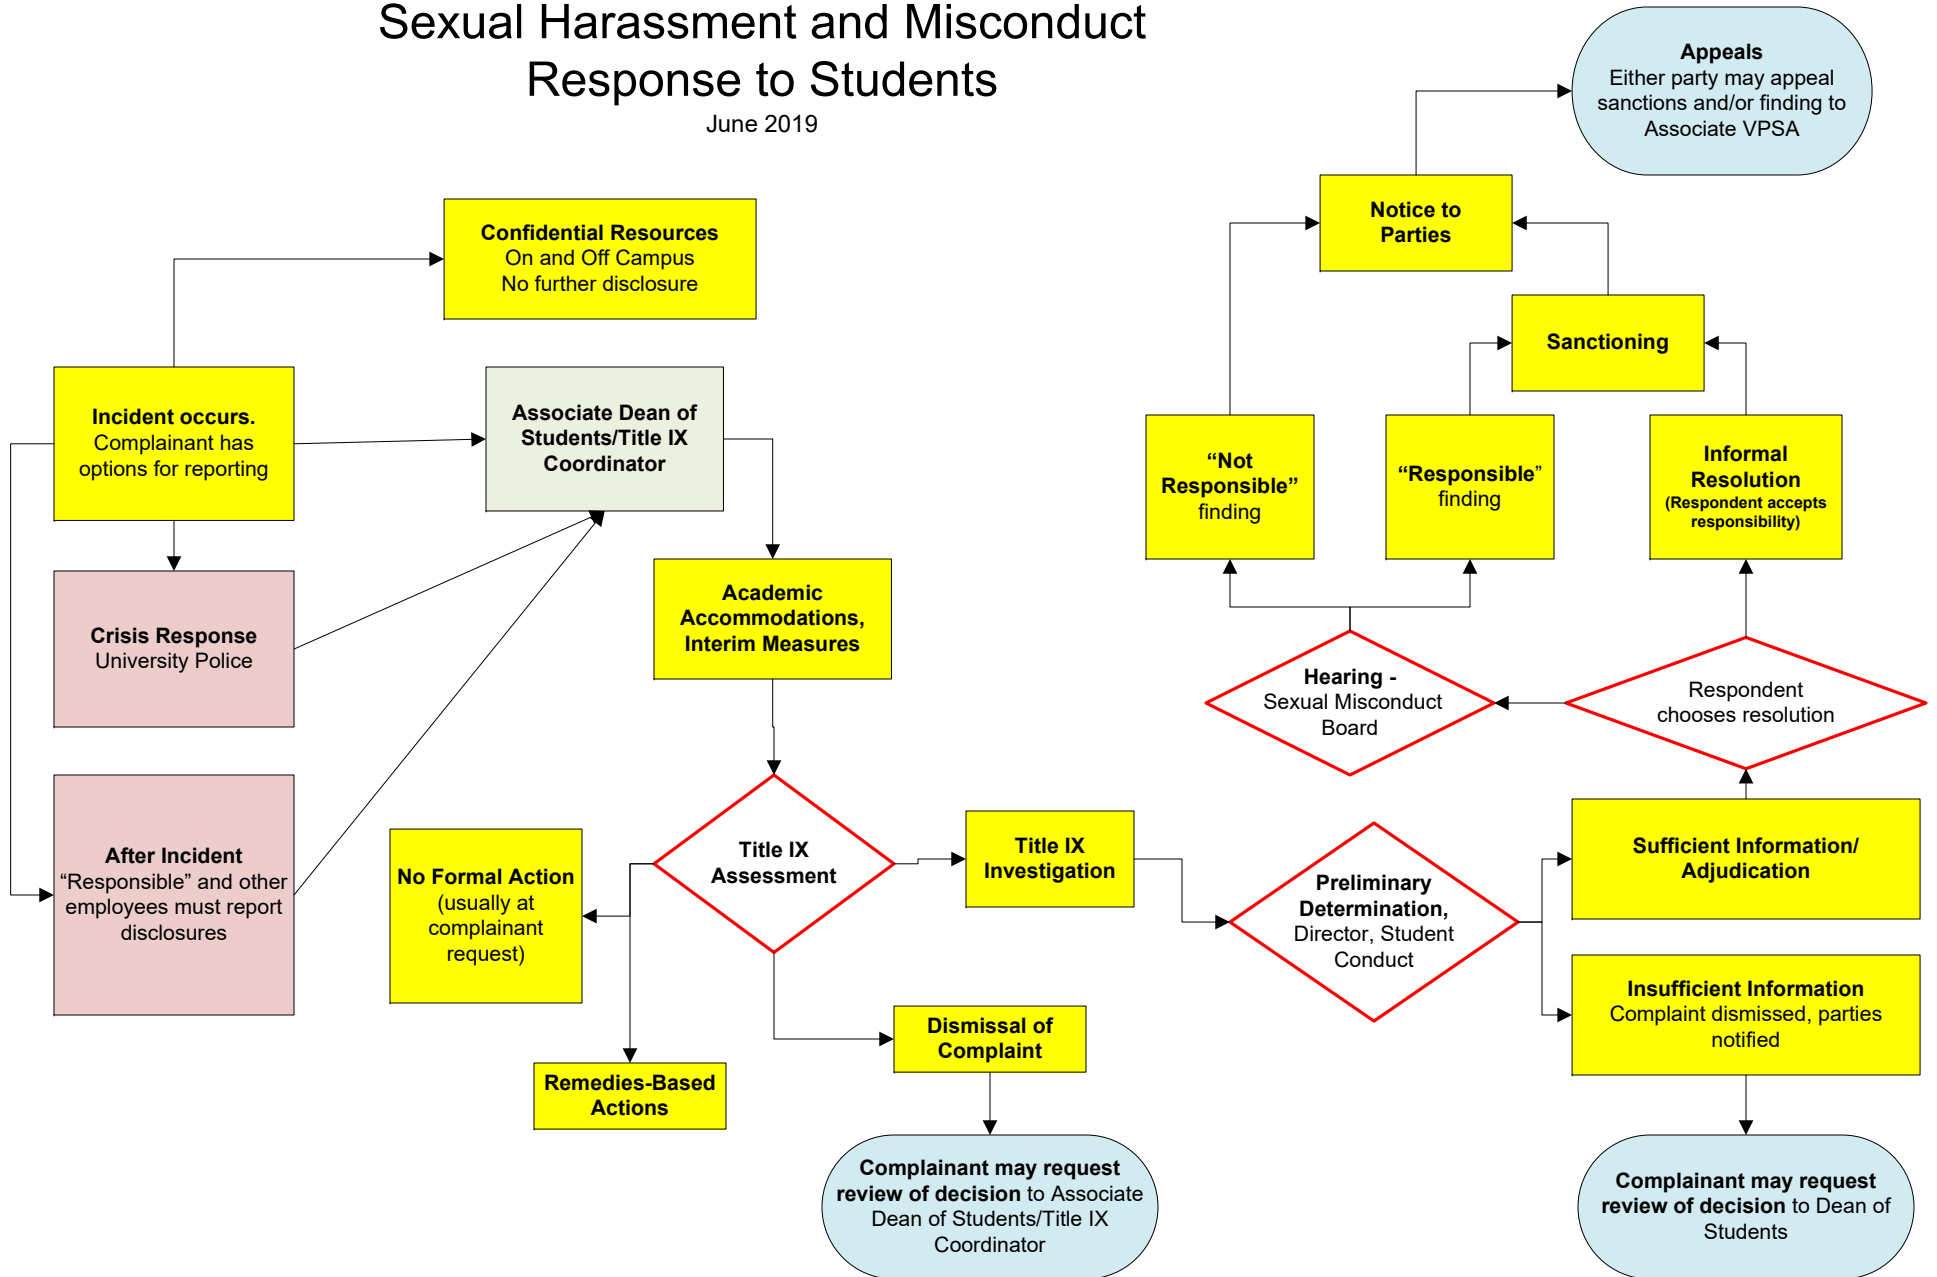 Sexual Harassment and Misconduct
Response to Students
June 2019
Appeals
Either party may appeal
sanctions and/or finding to
Associate VPSA
Notice to
Parties
Confidential Resources
On and Off Campus
No further disclosure
Sanctioning
Incident occurs.
Complainant has
options for reporting
Associate Dean of
Students/Title IX
Coordinator
“Not
Responsible”
finding
“Responsible”
finding
Informal
Resolution
(Respondent accepts
responsibility)
Crisis Response
University Police
Academic
Accommodations,
Interim Measures
Hearing -
Sexual Misconduct
Board
Respondent
chooses resolution
After Incident
“Responsible” and other
employees must report
disclosures
No Formal Action
(usually at
complainant
request)
Title IX
Assessment
Title IX
Investigation
Preliminary
Determination,
Director, Student
Conduct
Sufficient Information/
Adjudication
Insufficient Information
Complaint dismissed, parties
notified
Dismissal of
Complaint
Remedies-Based
Actions
Complainant may request
review of decision to Associate
Dean of Students/Title IX
Coordinator
Complainant may request
review of decision to Dean of
Students